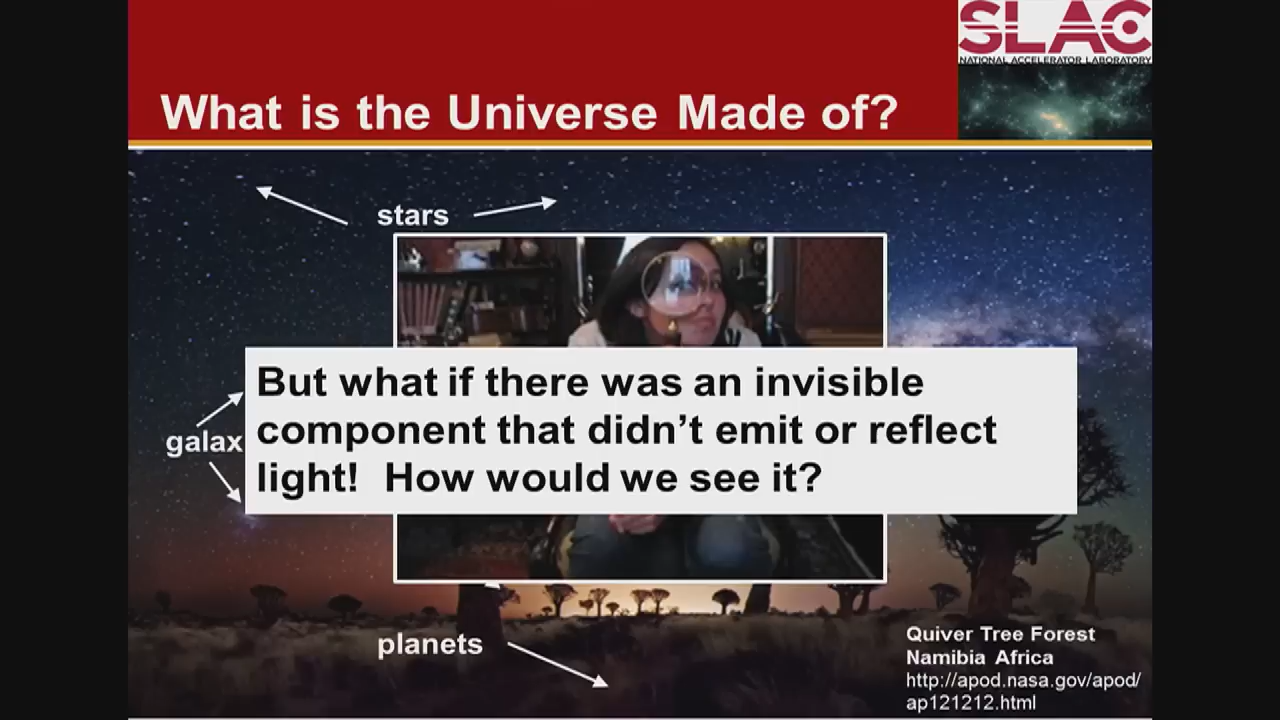 SLAC
NATIONAL ACCELERATOR LABORATORY
What is the Universe Made of?
stars
But what if there was an invisible
component that didn't emit or reflect
light!  How would we see it?
galax
planets
Quiver Tree Forest
Namibia Africa
http://apod.nasa.gov/apod/
ap121212.html